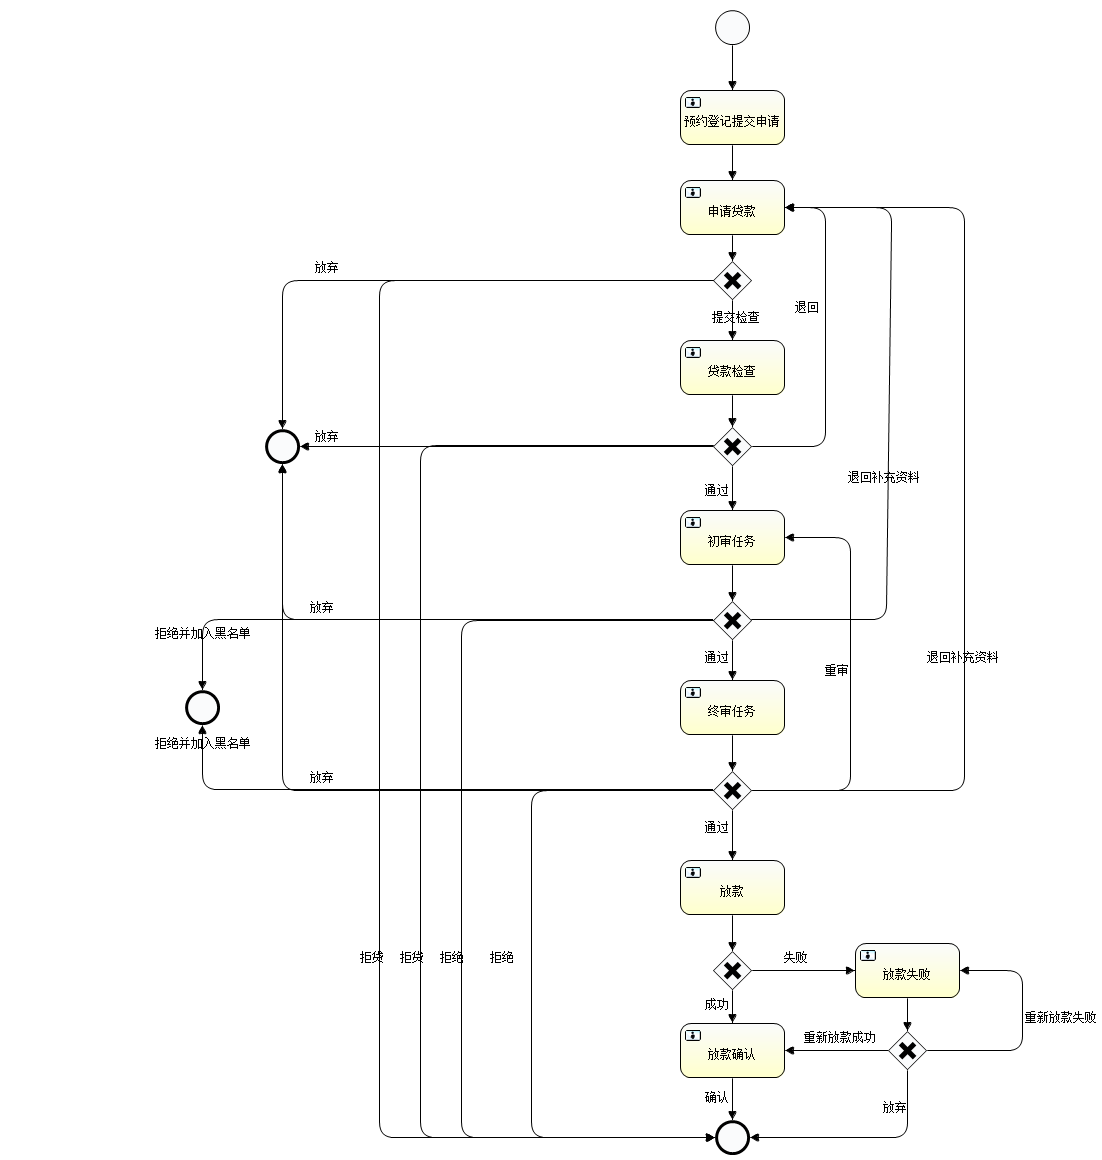 预约登记提交申请
申请贷款
放弃
提交检查
退回
贷款检查
放弃
通过
退回补充资料
初审任务
放弃
拒绝并加入黑名单
通过
退回补充资料
重审
终审任务
拒绝并加入黑名单
放弃
通过
放款
拒贷
拒贷
拒绝
拒绝
失败
放款失败
成功
重新放款失败
重新放款成功
放款确认
确认
放弃